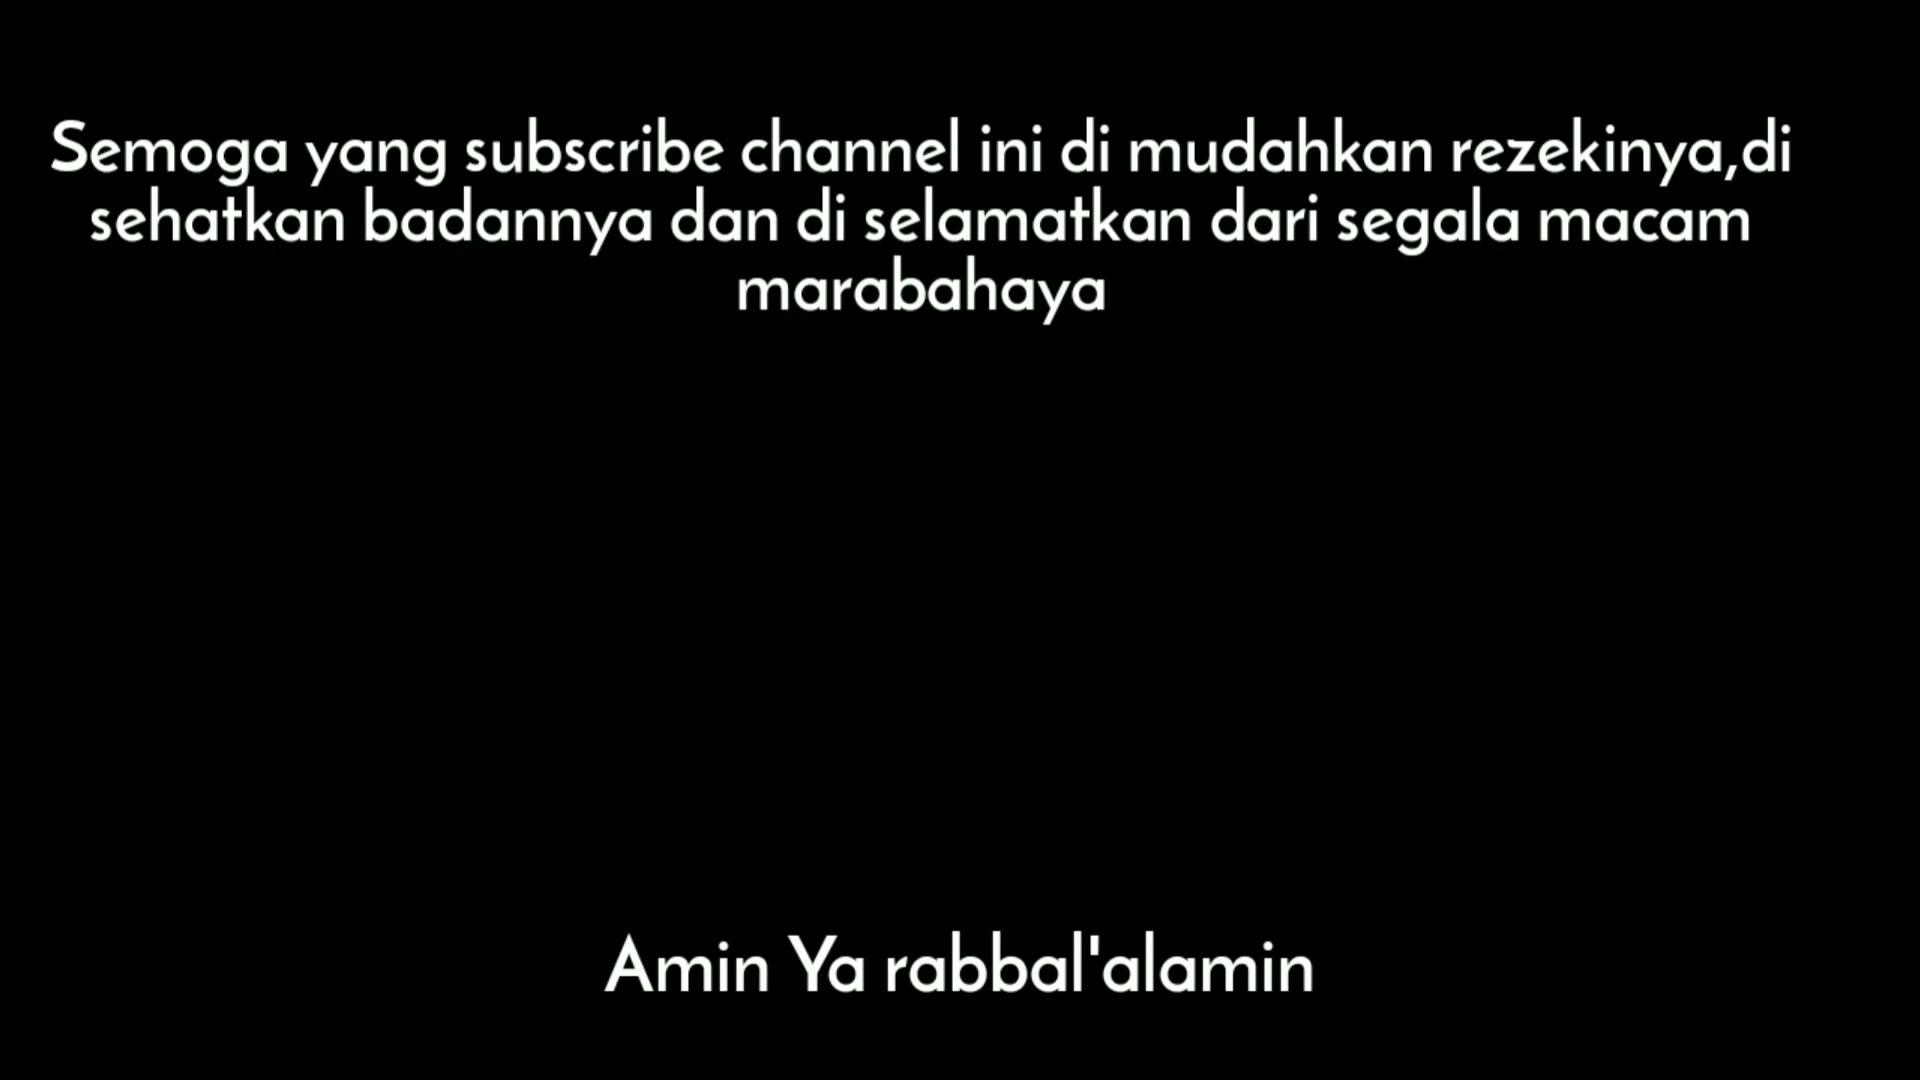 Semoga yang subscribe channel ini di mudahkan rezekinya,di
sehatkan badannya dan di selamatkan dari segala macam
marabahaya
Amin Ya rabbal'alamin